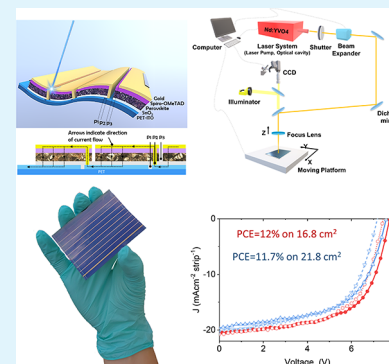 Nd:YVO4
Computer
Laser System
(Laser Pump, Optical cavity)
Shutter
Beam
Expander
CCD
Illuminator
Z
Focus Lens
Y
X
Moving Platform
P1 P2 P3
Gold
Spiro-OMeTAD
Perovskite
SnO2
PET-ITO
Arrows indicate direction
of current flow
P1 P2 P3
PET
PCE=12% on 16.8 cm²
PCE=11.7% on 21.8 cm²
J (mAcm⁻² strip⁻¹)
0
-10
-20
0 2 4 6